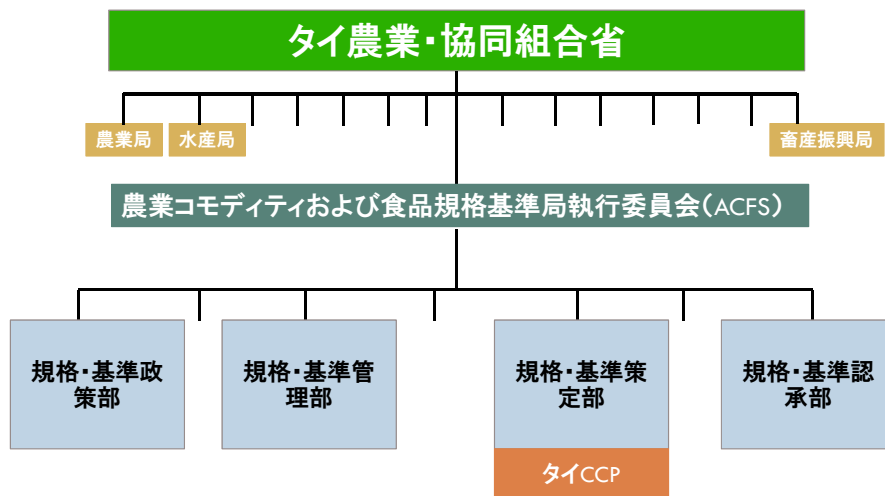 タイ農業・協同組合省
農業局
水産局
畜産振興局
農業コモディティおよび食品規格基準局執行委員会(ACFS)
規格・基準政
策部
規格・基準管
理部
規格・基準策
定部
規格・基準認
承部
タイCCP